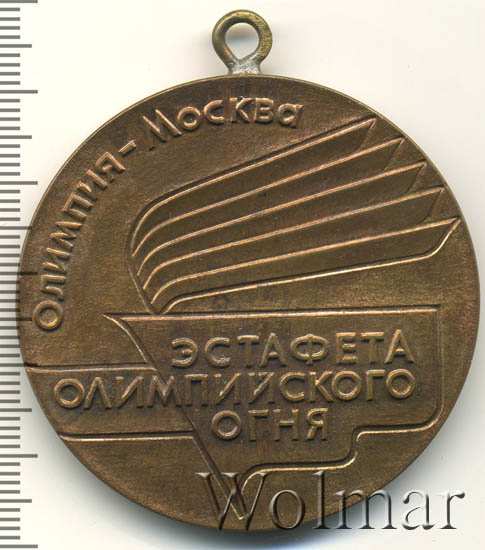 Олимпия - Москва
ЭСТАФЕТА
ОЛИМПИЙСКОГО
ОГНЯ
Wolmar